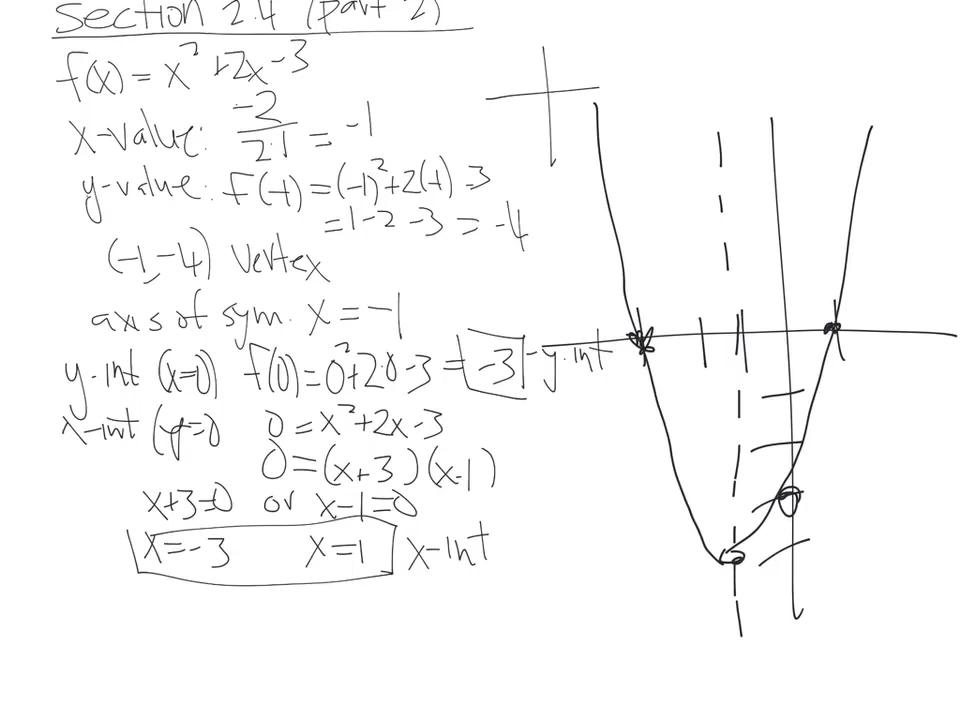 Section 2.4 (part 2)
f(x) = x² + 2x - 3
x-value: -2/2·1 = -1
y-value: f(-1) = (-1)² + 2(-1) - 3
= 1 - 2 - 3 = -4
(-1, -4) vertex
axis of sym. x = -1
y-int (x=0) f(0) = 0² + 2·0 - 3 = -3 - y-int
x-int (y=0 0 = x² + 2x - 3
0 = (x+3)(x-1)
x+3=0 or x-1=0
x=-3 x=1 x-int